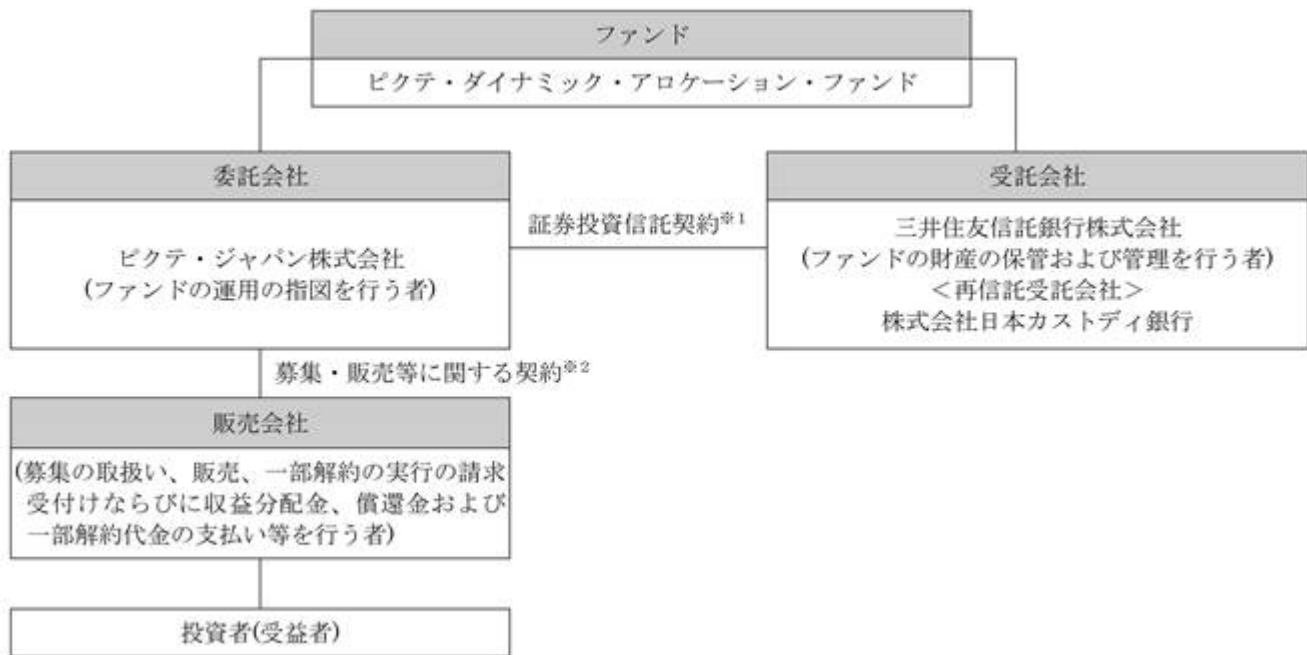 ファンド
ピクテ・ダイナミック・アロケーション・ファンド
委託会社
ピクテ・ジャパン株式会社
(ファンドの運用の指図を行う者)
証券投資信託契約※1
受託会社
三井住友信託銀行株式会社
(ファンドの財産の保管および管理を行う者)
<再信託受託会社>
株式会社日本カストディ銀行
募集・販売等に関する契約※2
販売会社
(募集の取扱い、販売、一部解約の実行の請求
受付けならびに収益分配金、償還金および
一部解約代金の支払い等を行う者)
投資者(受益者)